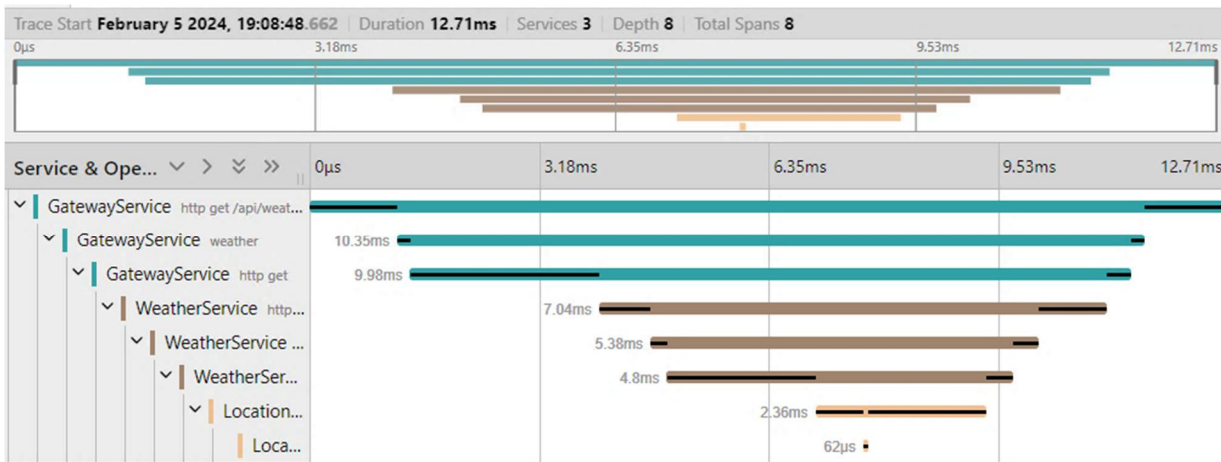 Trace Start February 5 2024, 19:08:48.662 | Duration 12.71ms | Services 3 | Depth 8 | Total Spans 8
0μs 3.18ms 6.35ms 9.53ms 12.71ms
Service & Ope... 0μs 3.18ms 6.35ms 9.53ms 12.71ms
GatewayService http get /api/weat...
GatewayService weather 10.35ms
GatewayService http get 9.98ms
WeatherService http... 7.04ms
WeatherService ... 5.38ms
WeatherSer... 4.8ms
Location... 2.36ms
Loca... 62μs